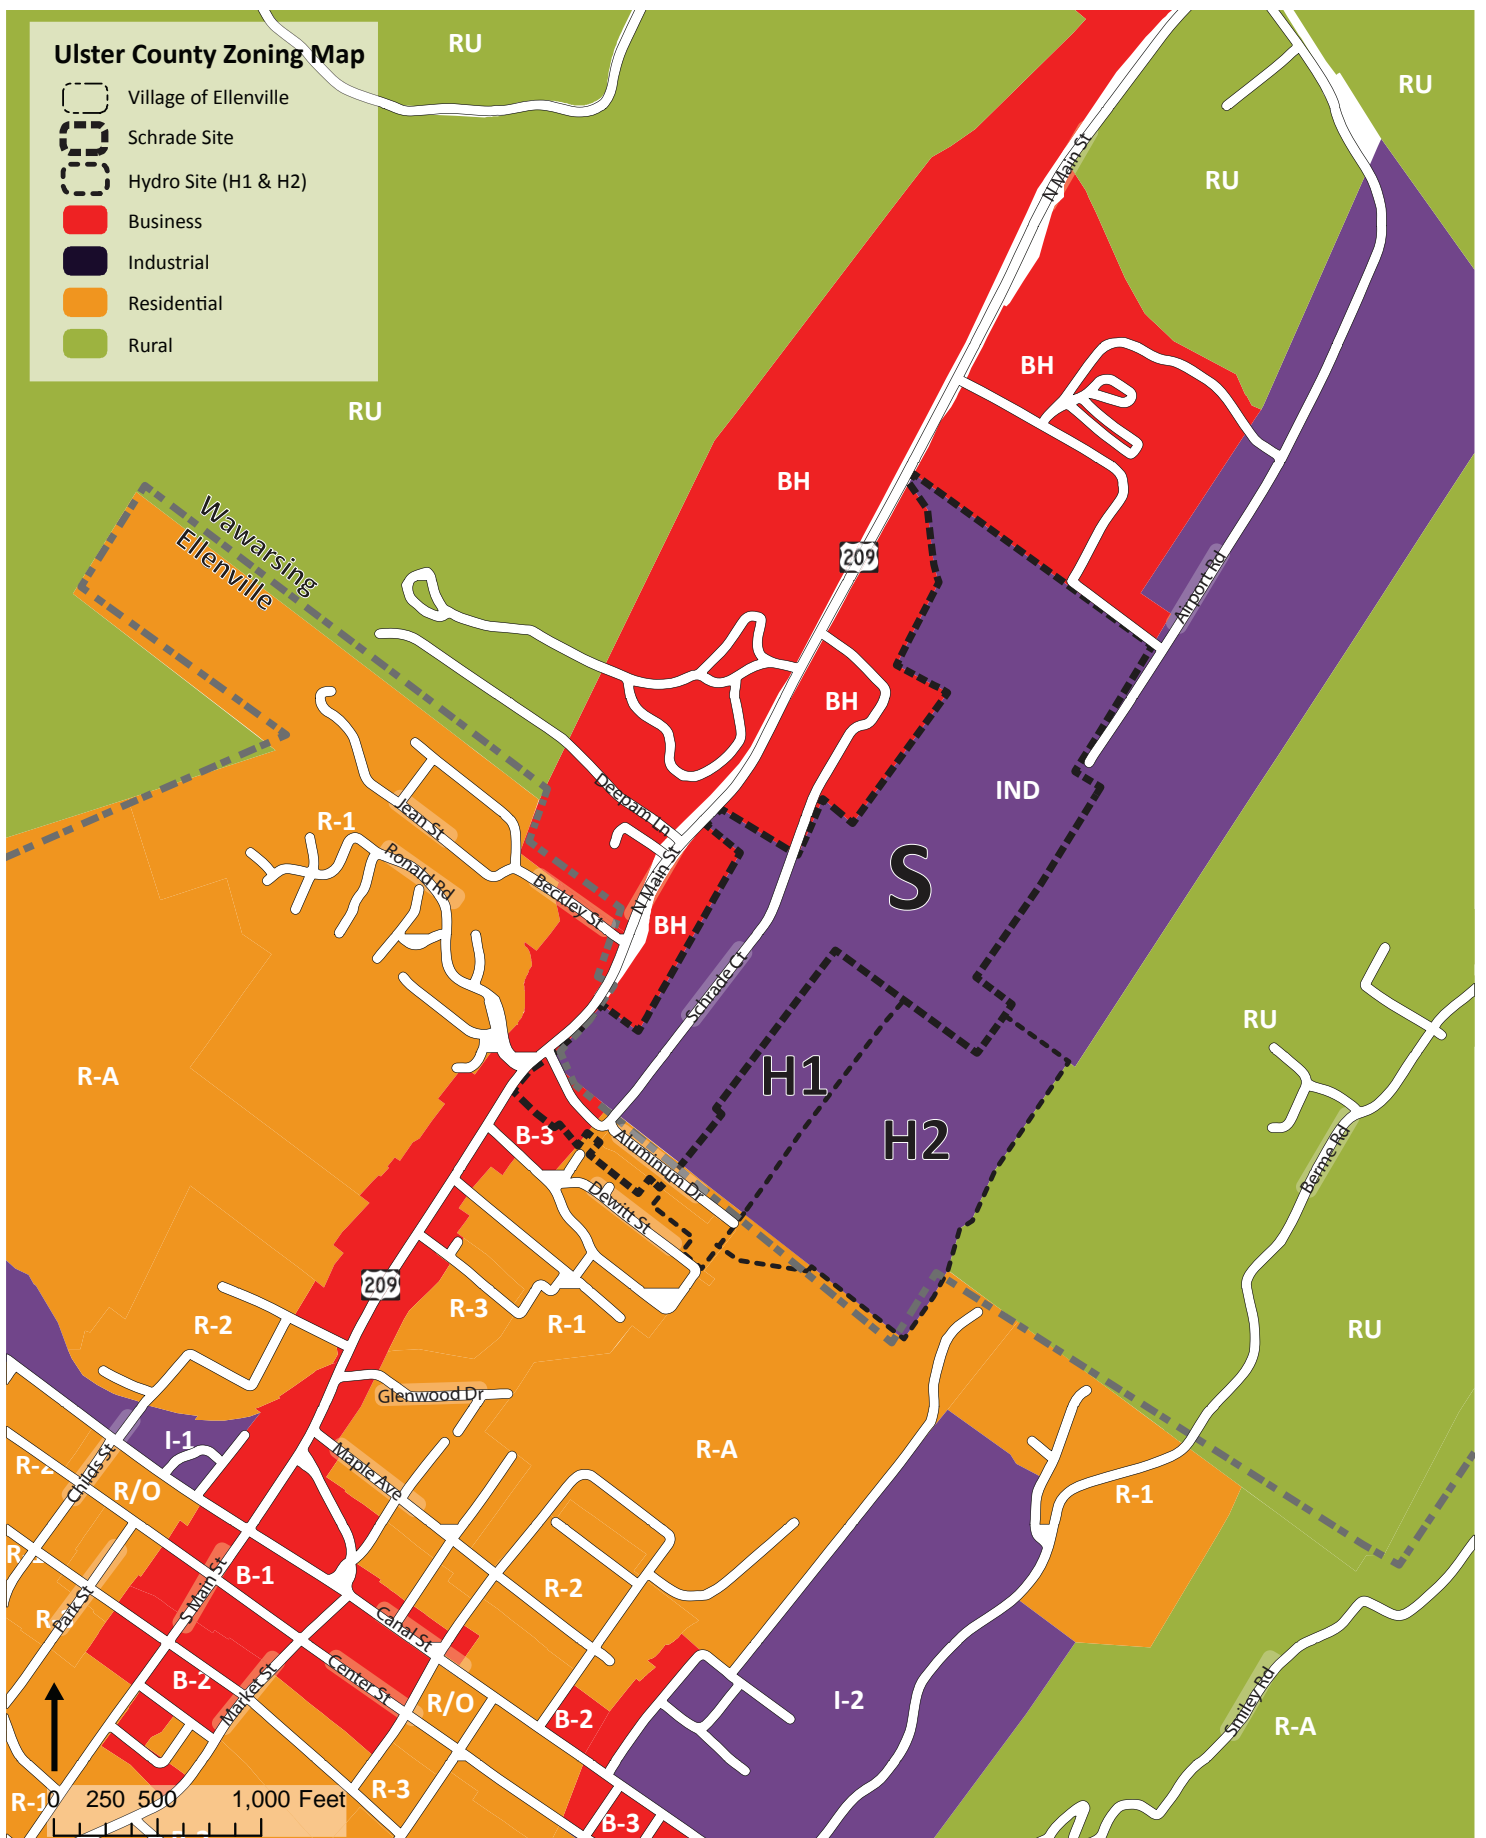 Ulster County Zoning Map
Village of Ellenville
Schrade Site
Hydro Site (H1 & H2)
Business
Industrial
Residential
Rural
RU
RU
RU
N Main St
RU
BH
BH
Wawarsing
Ellenville
209
Airport Rd
BH
IND
Deepam Ln
Jean St
R-1
Ronald Rd
Beckley St
N Main St
BH
S
Schrade Ct
RU
R-A
H1
H2
B-3
Aluminum Dr
Dewitt St
Berme Rd
209
R-3
R-1
R-2
RU
Glenwood Dr
I-1
Maple Ave
R-A
R-2
Childs St
R/O
R-1
R
B-1
R-2
S Main St
Park St
R
Canal St
B-2
Market St
Center St
R/O
B-2
I-2
Smiley Rd
R-A
R-1
R-3
B-3
0 250 500 1,000 Feet